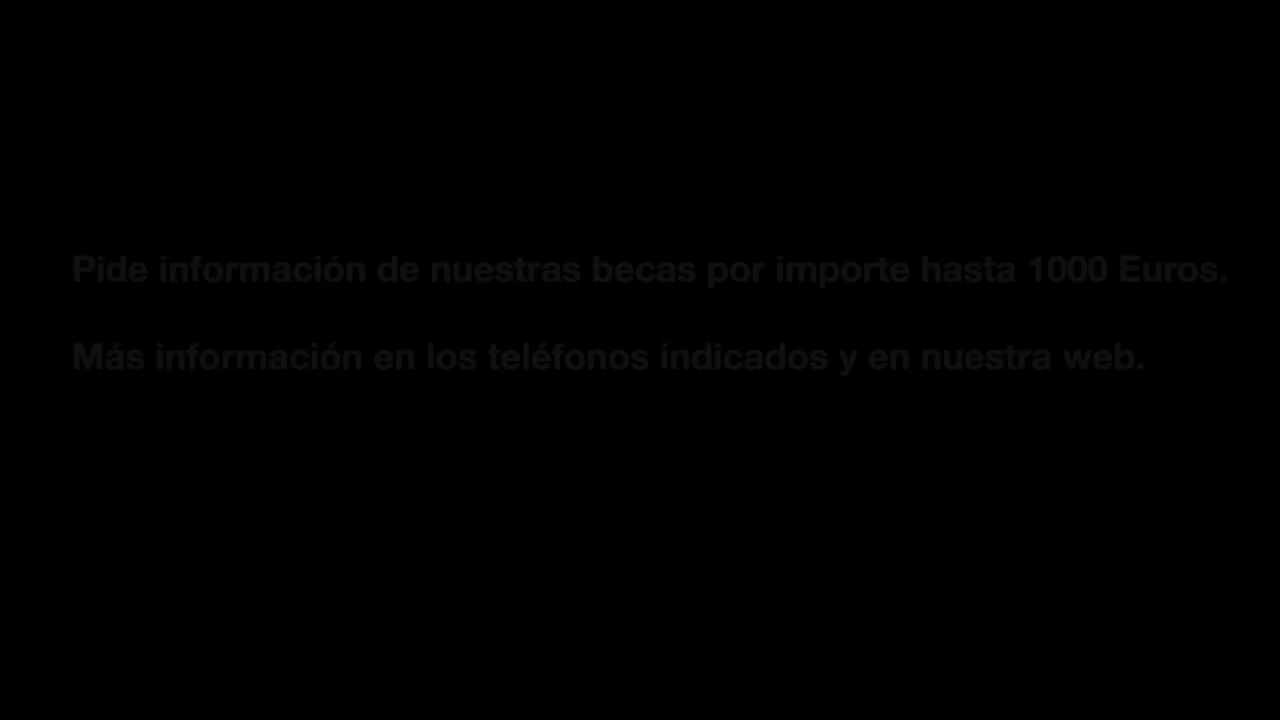 Pide información de nuestras becas por importe hasta 1000 Euros.
Más información en los teléfonos indicados y en nuestra web.